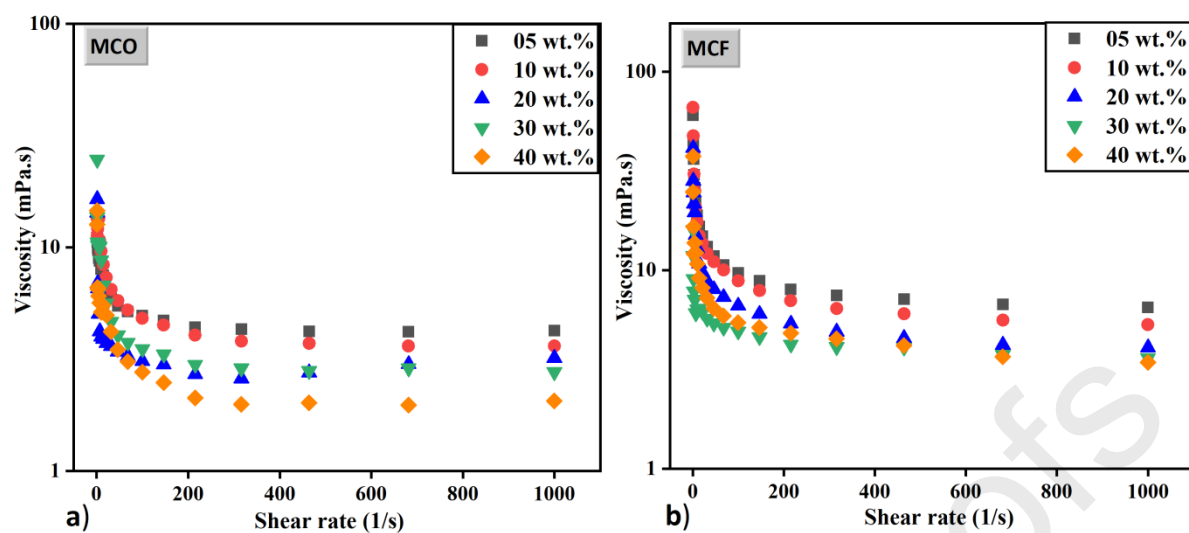 MCO
05 wt.%
10 wt.%
20 wt.%
30 wt.%
40 wt.%
100
10
1
Viscosity (mPa.s)
0 200 400 600 800 1000
Shear rate (1/s)
a)
MCF
05 wt.%
10 wt.%
20 wt.%
30 wt.%
40 wt.%
100
10
1
Viscosity (mPa.s)
0 200 400 600 800 1000
Shear rate (1/s)
b)
ofs